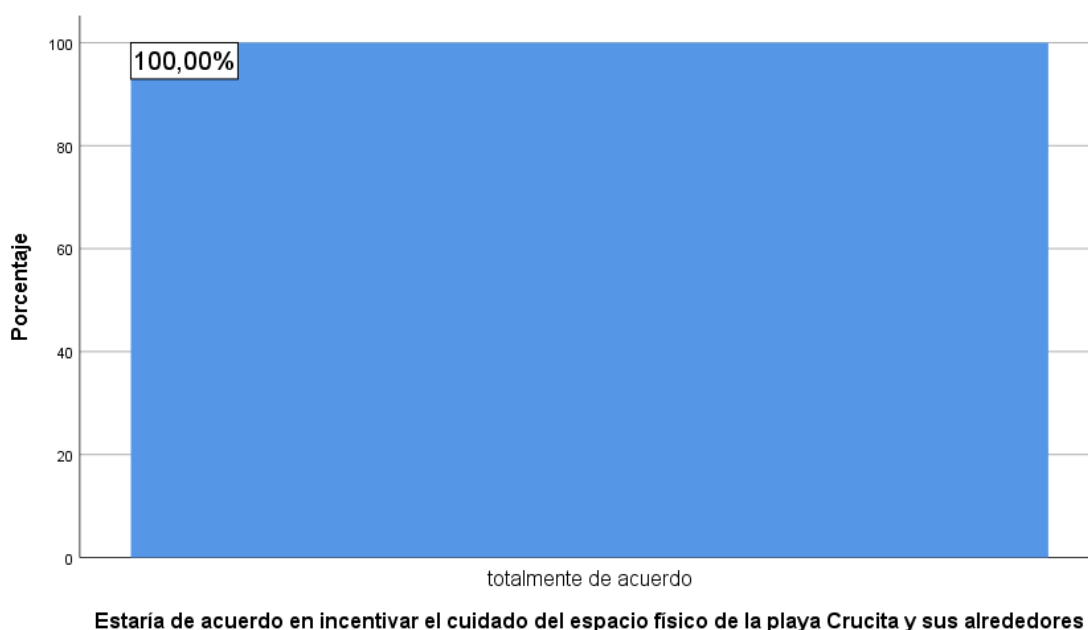 Porcentaje
100
80
60
40
20
0
100,00%
totalmente de acuerdo
Estaría de acuerdo en incentivar el cuidado del espacio físico de la playa Crucita y sus alrededores